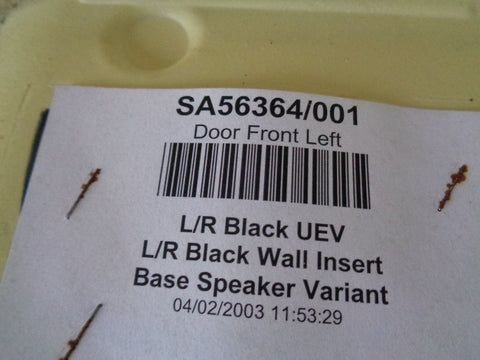 SA56364/001
Door Front Left
L/R Black UEV
L/R Black Wall Insert
Base Speaker Variant
04/02/2003 11:53:29